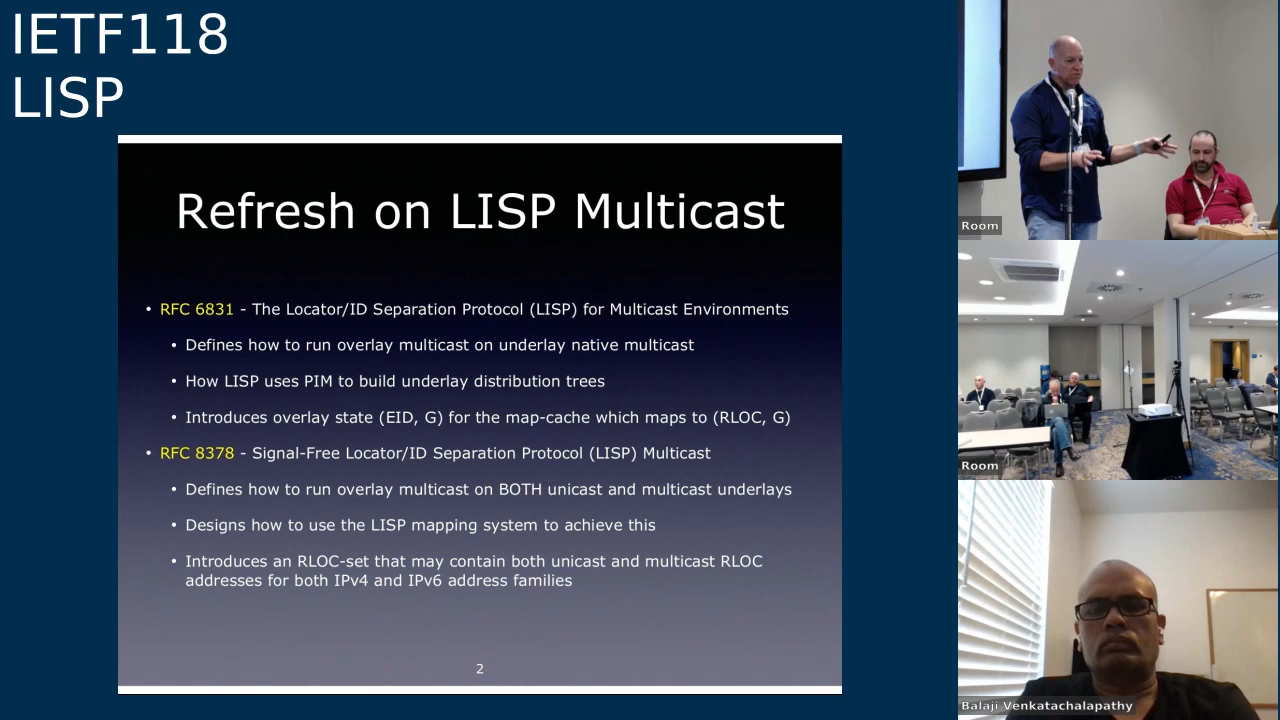 IETF118
LISP
Refresh on LISP Multicast
• RFC 6831 - The Locator/ID Separation Protocol (LISP) for Multicast Environments
• Defines how to run overlay multicast on underlay native multicast
• How LISP uses PIM to build underlay distribution trees
• Introduces overlay state (EID, G) for the map-cache which maps to (RLOC, G)
• RFC 8378 - Signal-Free Locator/ID Separation Protocol (LISP) Multicast
• Defines how to run overlay multicast on BOTH unicast and multicast underlays
• Designs how to use the LISP mapping system to achieve this
• Introduces an RLOC-set that may contain both unicast and multicast RLOC
addresses for both IPv4 and IPv6 address families
2
Room
Room
Balaji Venkatachalapathy